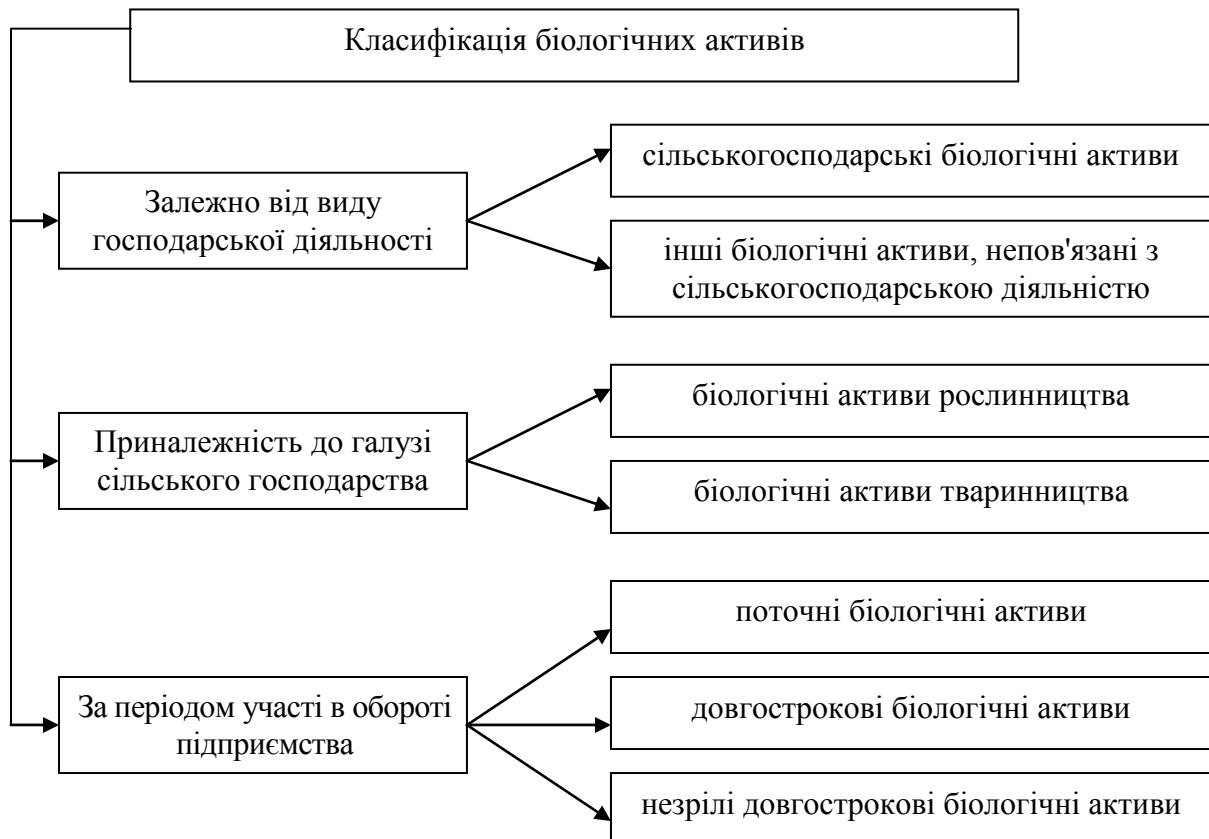 Класифікація біологічних активів
Залежно від виду
господарської діяльності
сільськогосподарські біологічні активи
інші біологічні активи, непов'язані з
сільськогосподарською діяльністю
Приналежність до галузі
сільського господарства
біологічні активи рослинництва
біологічні активи тваринництва
За періодом участі в обороті
підприємства
поточні біологічні активи
довгострокові біологічні активи
незрілі довгострокові біологічні активи